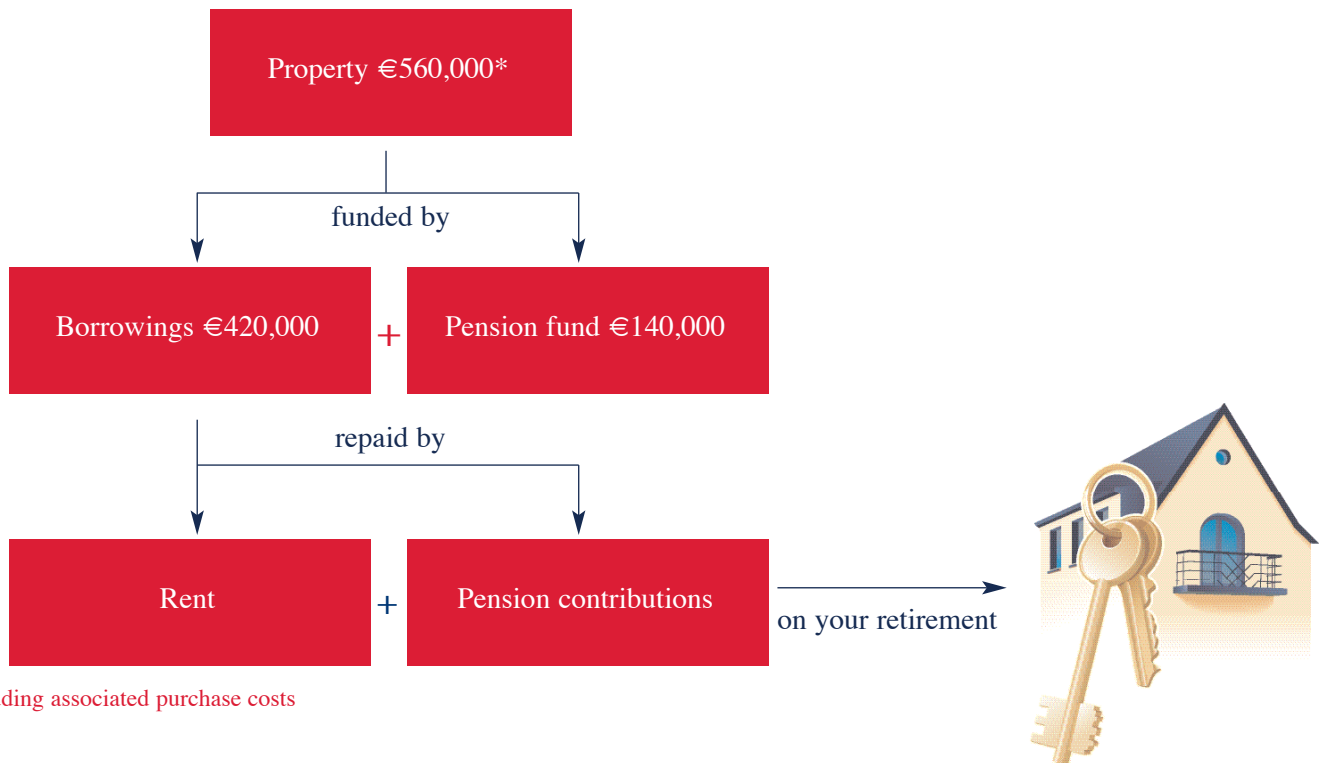 Property €560,000*
funded by
Borrowings €420,000
+
Pension fund €140,000
repaid by
Rent
+
Pension contributions
on your retirement
associated purchase costs